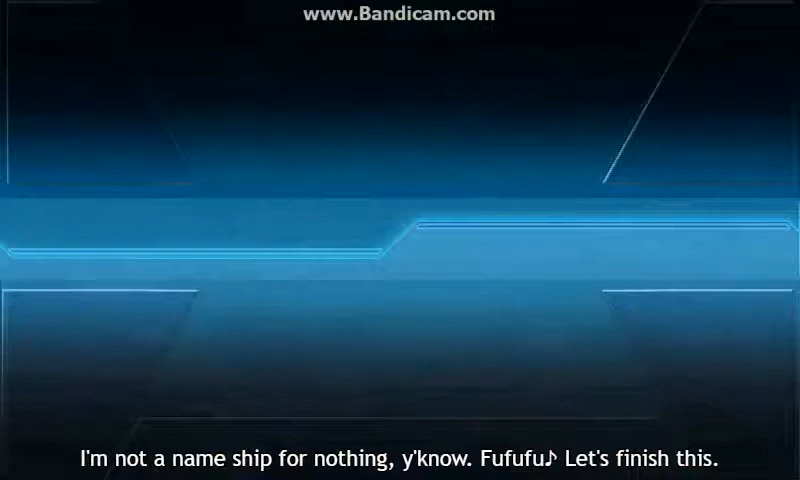 www.Bandicam.com
I'm not a name ship for nothing, y'know. Fufufu♪ Let's finish this.